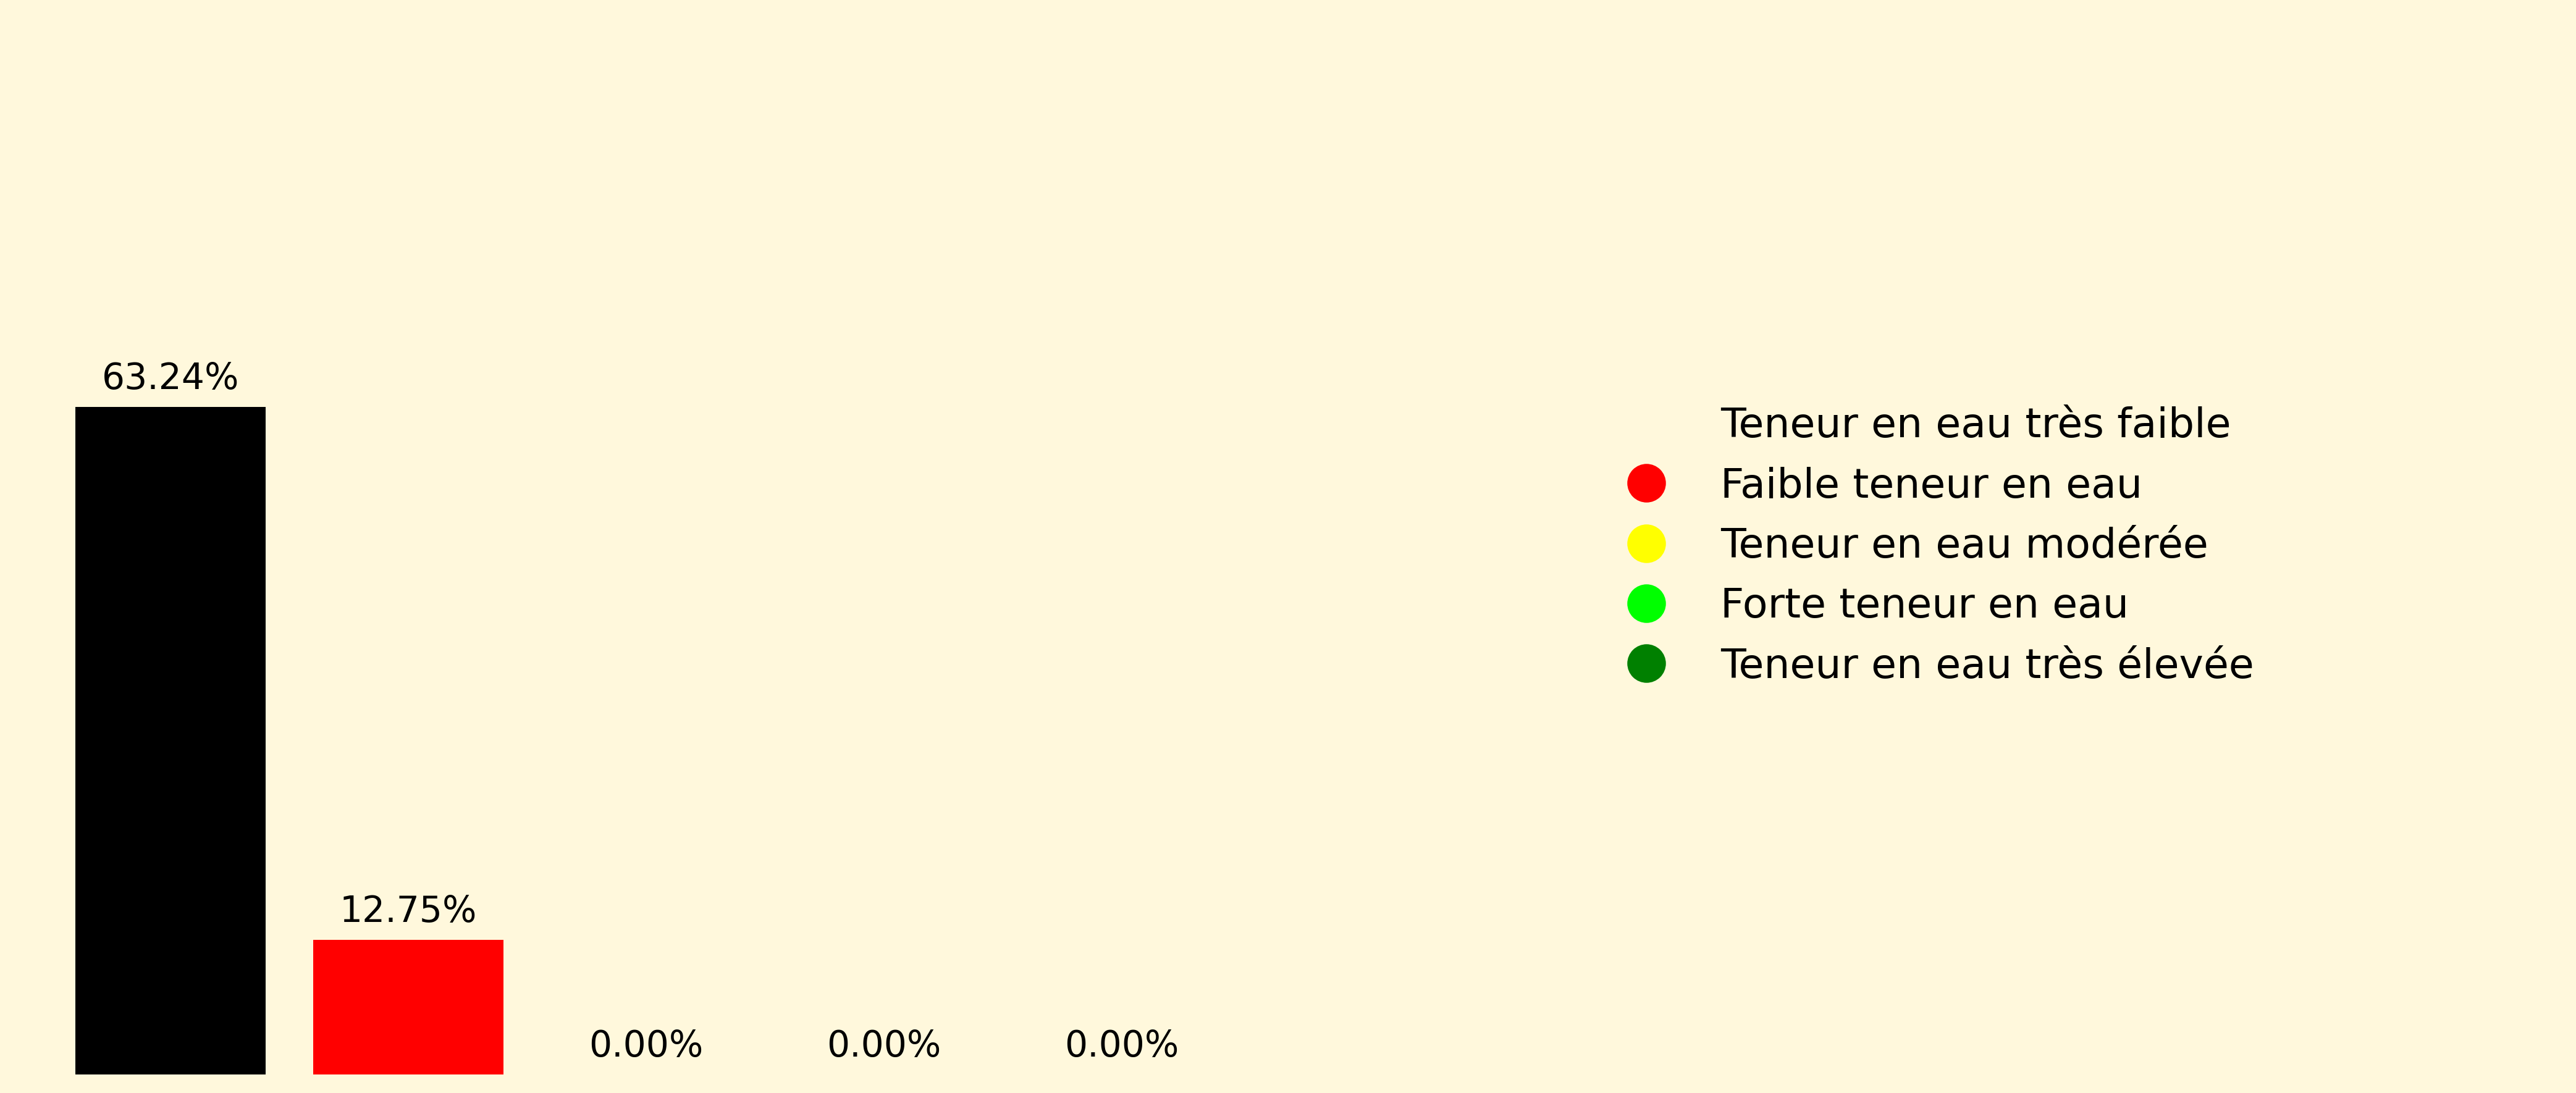 63.24%
12.75%
0.00%
0.00%
0.00%
Teneur en eau très faible
Faible teneur en eau
Teneur en eau modérée
Forte teneur en eau
Teneur en eau très élevée